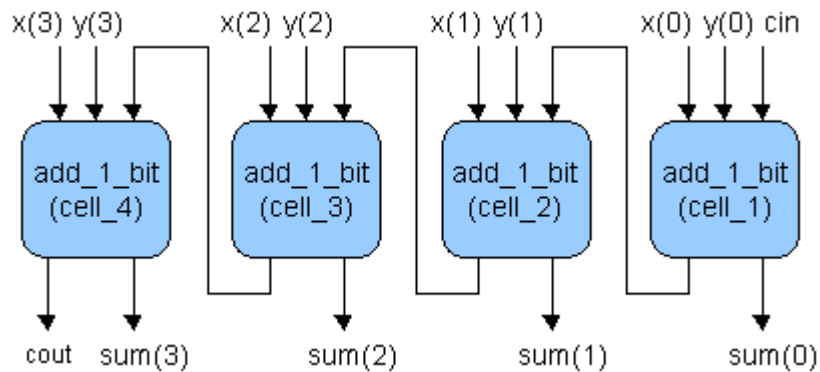 x(3) y(3) x(2) y(2) x(1) y(1) x(0) y(0) cin
add_1_bit
(cell_4)
add_1_bit
(cell_3)
add_1_bit
(cell_2)
add_1_bit
(cell_1)
cout sum(3) sum(2) sum(1) sum(0)